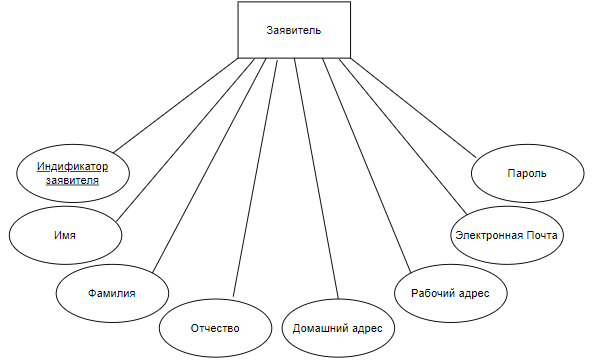 Заявитель
Индификатор
заявителя
Пароль
Имя
Электронная Почта
Фамилия
Рабочий адрес
Отчество
Домашний адрес